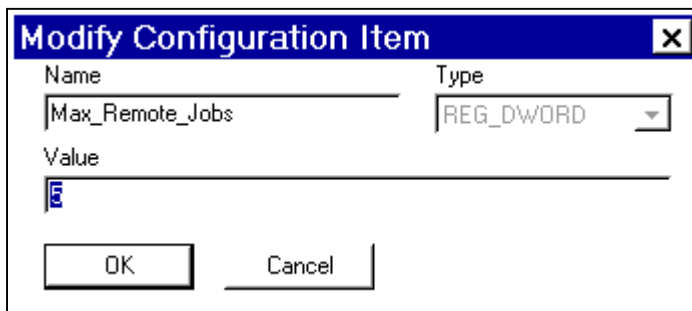 Modify Configuration Item
Name Type
Max_Remote_Jobs REG_DWORD
Value
5
OK Cancel